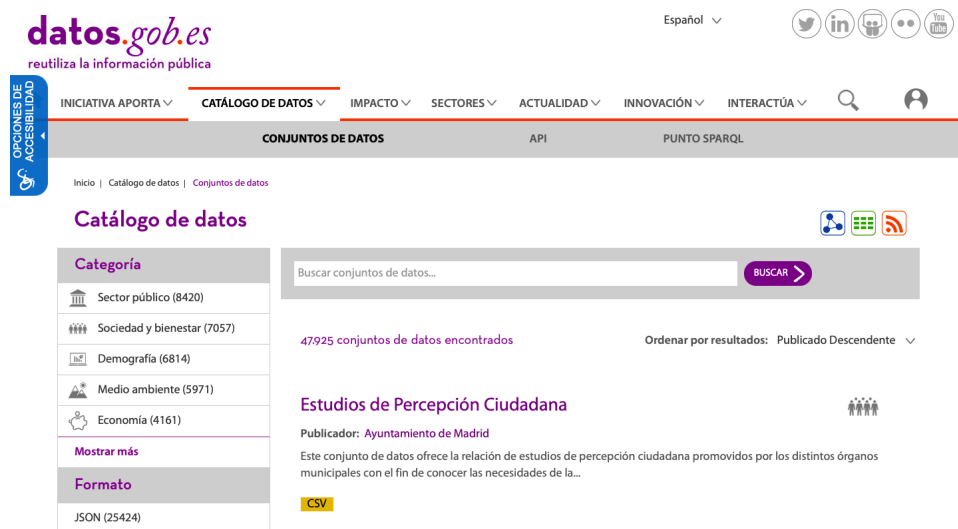 datos.gob.es
reutiliza la información pública
Español
in
You
Tube
OPCIONES DE
ACCESIBILIDAD
INICIATIVA APORTA CATÁLOGO DE DATOS IMPACTO SECTORES ACTUALIDAD INNOVACIÓN INTERACTÚA
CONJUNTOS DE DATOS API PUNTO SPARQL
Inicio | Catálogo de datos | Conjuntos de datos
Catálogo de datos
Categoría
Sector público (8420)
Sociedad y bienestar (7057)
Demografía (6814)
Medio ambiente (5971)
Economía (4161)
Mostrar más
Formato
JSON (25424)
Buscar conjuntos de datos... BUSCAR
47.925 conjuntos de datos encontrados Ordenar por resultados: Publicado Descendente
Estudios de Percepción Ciudadana
Publicador: Ayuntamiento de Madrid
Este conjunto de datos ofrece la relación de estudios de percepción ciudadana promovidos por los distintos órganos
municipales con el fin de conocer las necesidades de la...
CSV